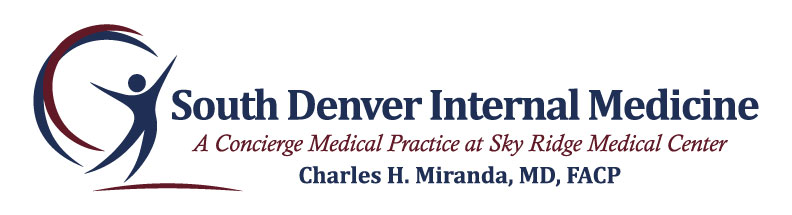 South Denver Internal Medicine
A Concierge Medical Practice at Sky Ridge Medical Center
Charles H. Miranda, MD, FACP